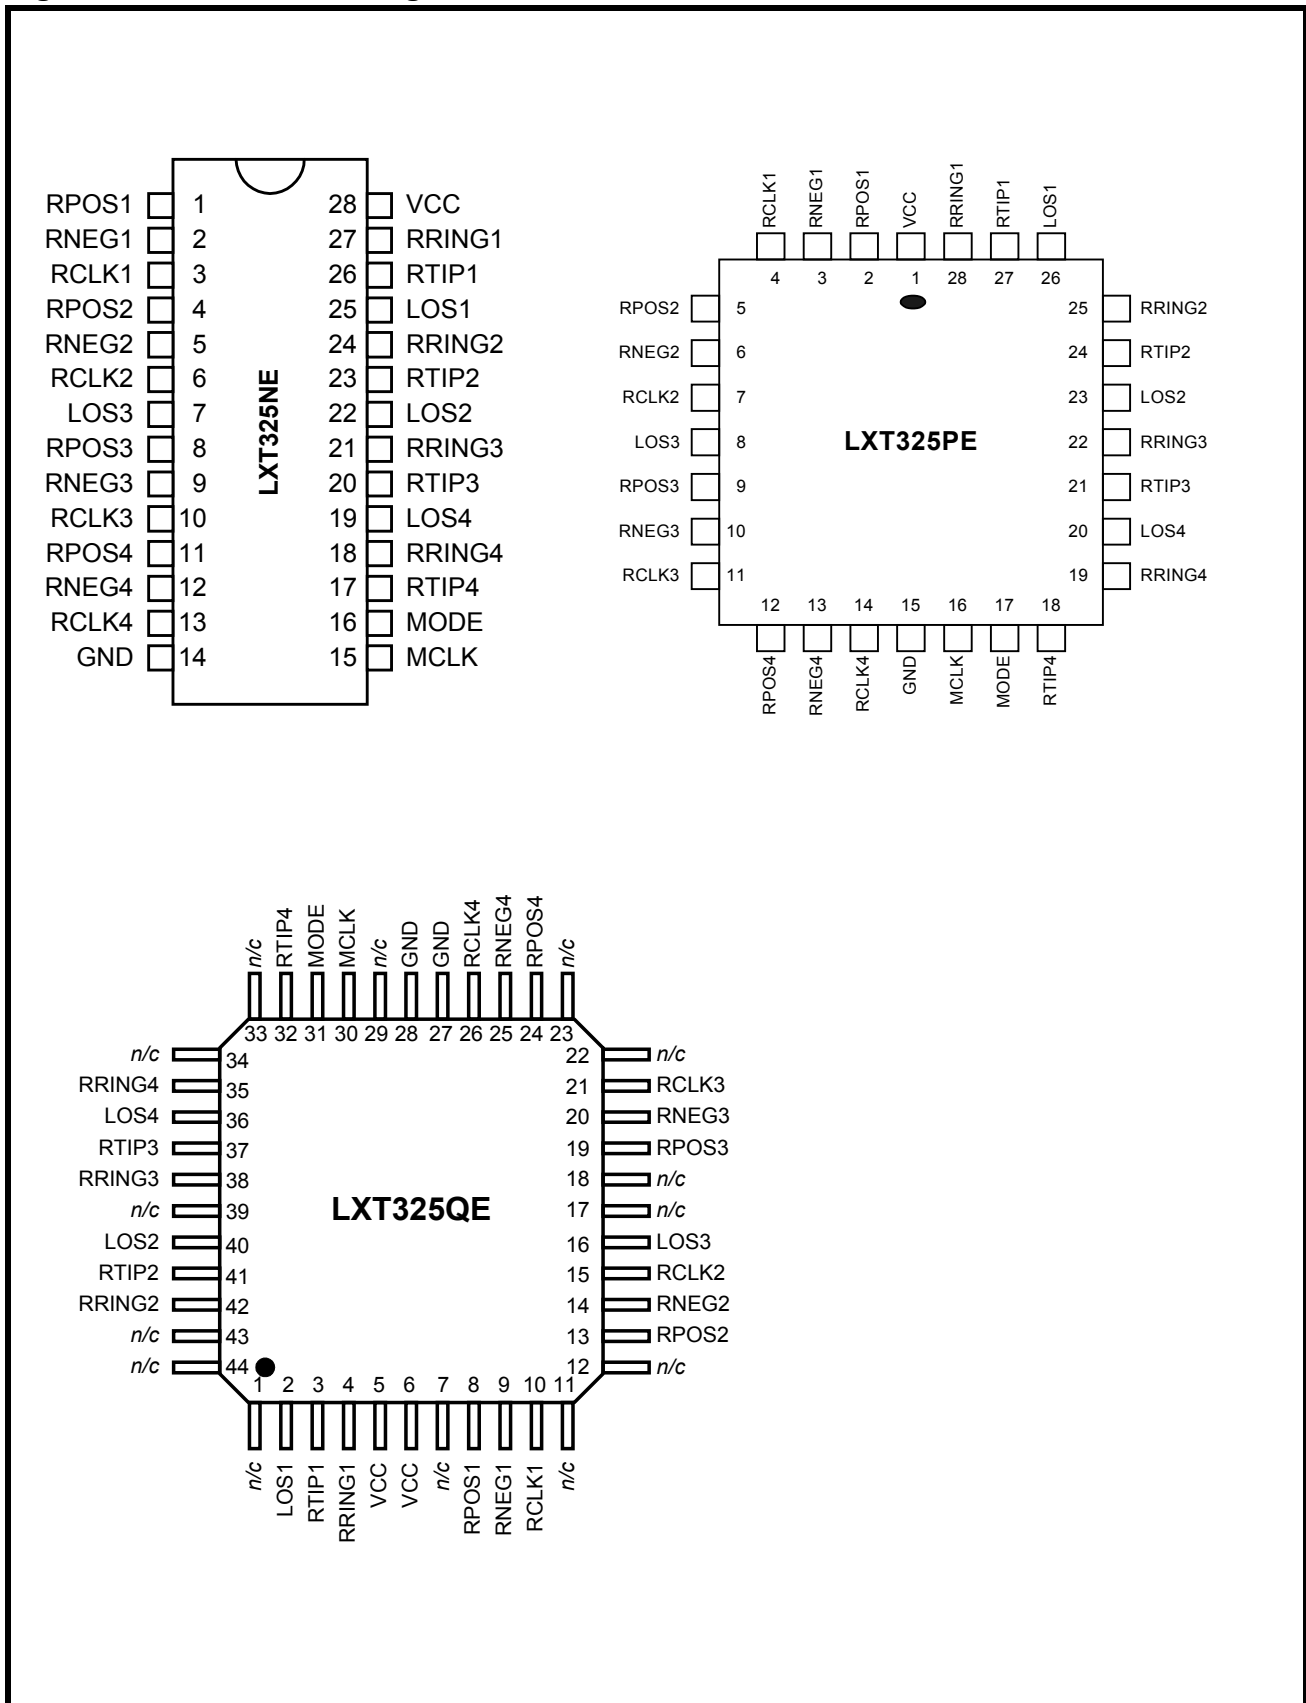 RPOS1 1 28 VCC
RNEG1 2 27 RRING1
RCLK1 3 26 RTIP1
RPOS2 4 25 LOS1
RNEG2 5 24 RRING2
RCLK2 6 23 RTIP2
LOS3 7 22 LOS2
RPOS3 8 21 RRING3
RNEG3 9 20 RTIP3
RCLK3 10 19 LOS4
RPOS4 11 18 RRING4
RNEG4 12 17 RTIP4
RCLK4 13 16 MODE
GND 14 15 MCLK
LXT325NE
RCLK1 RNEG1 RPOS1 VCC RRING1 RTIP1 LOS1
4 3 2 1 28 27 26
RPOS2 5 25 RRING2
RNEG2 6 24 RTIP2
RCLK2 7 23 LOS2
LOS3 8 22 RRING3
LXT325PE
RPOS3 9 21 RTIP3
RNEG3 10 20 LOS4
RCLK3 11 19 RRING4
12 13 14 15 16 17 18
RPOS4 RNEG4 RCLK4 GND MCLK MODE RTIP4
n/c RTIP4 MODE MCLK n/c GND GND RCLK4 RNEG4 RPOS4 n/c
33 32 31 30 29 28 27 26 25 24 23
n/c 34 22 n/c
RRING4 35 21 RCLK3
LOS4 36 20 RNEG3
RTIP3 37 19 RPOS3
RRING3 38 18 n/c
n/c 39 17 n/c
LXT325QE
LOS2 40 16 LOS3
RTIP2 41 15 RCLK2
RRING2 42 14 RNEG2
n/c 43 13 RPOS2
n/c 44 12 n/c
1 2 3 4 5 6 7 8 9 10 11
n/c LOS1 RTIP1 RRING1 VCC VCC n/c RPOS1 RNEG1 RCLK1 n/c